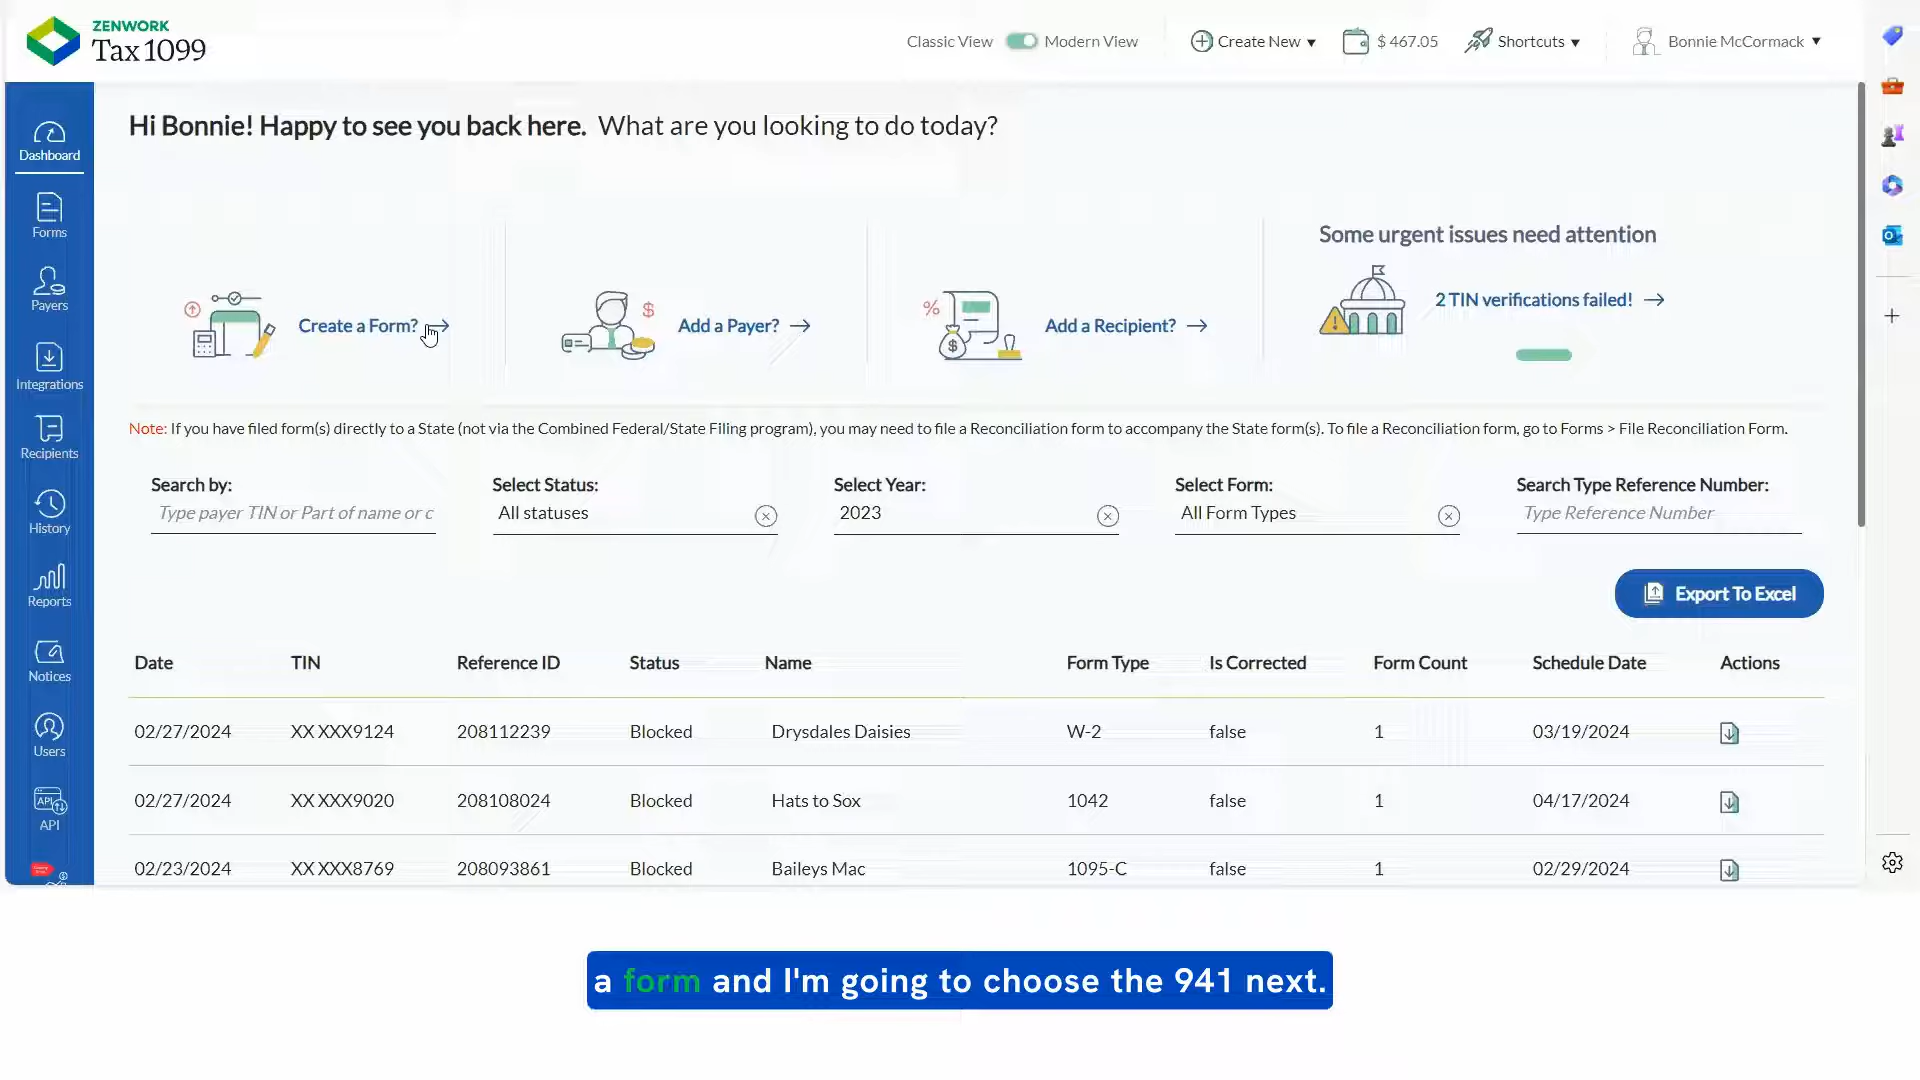 ZENWORK
Tax1099
Classic View Modern View
Create New
$ 467.05
Shortcuts
Bonnie McCormack
Dashboard
Forms
Payers
Integrations
Recipients
History
Reports
Notices
Users
API
Hi Bonnie! Happy to see you back here. What are you looking to do today?
Create a Form?
Add a Payer?
Add a Recipient?
Some urgent issues need attention
2 TIN verifications failed!
Note: If you have filed form(s) directly to a State (not via the Combined Federal/State Filing program), you may need to file a Reconciliation form to accompany the State form(s). To file a Reconciliation form, go to Forms > File Reconciliation Form.
Search by: Select Status: Select Year: Select Form: Search Type Reference Number:
Type payer TIN or Part of name or c All statuses 2023 All Form Types Type Reference Number
Export To Excel
Date TIN Reference ID Status Name Form Type Is Corrected Form Count Schedule Date Actions
02/27/2024 XX XXX9124 208112239 Blocked Drysdales Daisies W-2 false 1 03/19/2024
02/27/2024 XX XXX9020 208108024 Blocked Hats to Sox 1042 false 1 04/17/2024
02/23/2024 XX XXX8769 208093861 Blocked Baileys Mac 1095-C false 1 02/29/2024
a form and I'm going to choose the 941 next.